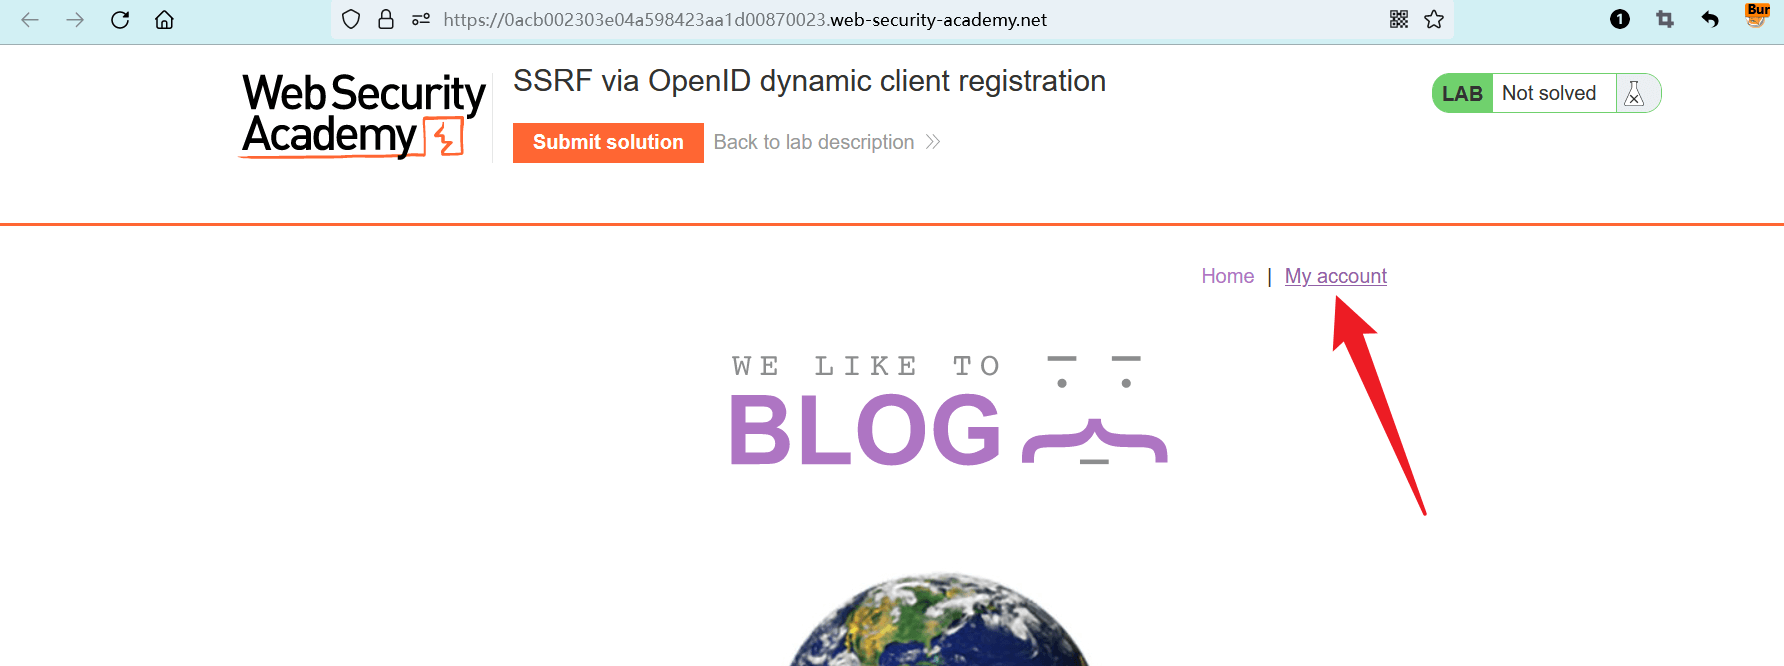 https://0acb002303e04a598423aa1d00870023.web-security-academy.net
1
Bur
Web Security
Academy
SSRF via OpenID dynamic client registration
Submit solution
Back to lab description
LAB
Not solved
Home | My account
WE LIKE TO
BLOG